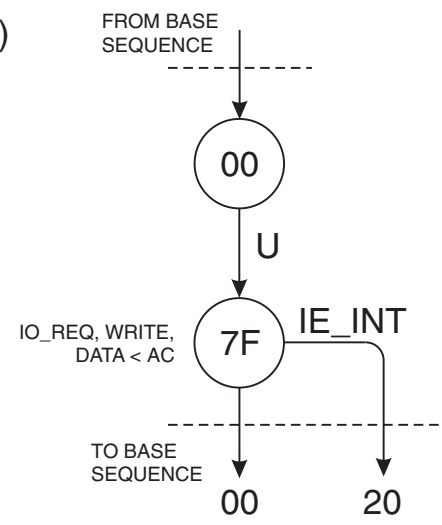 )
FROM BASE
SEQUENCE
00
U
7F
IE_INT
IO_REQ, WRITE,
DATA < AC
TO BASE
SEQUENCE
00
20